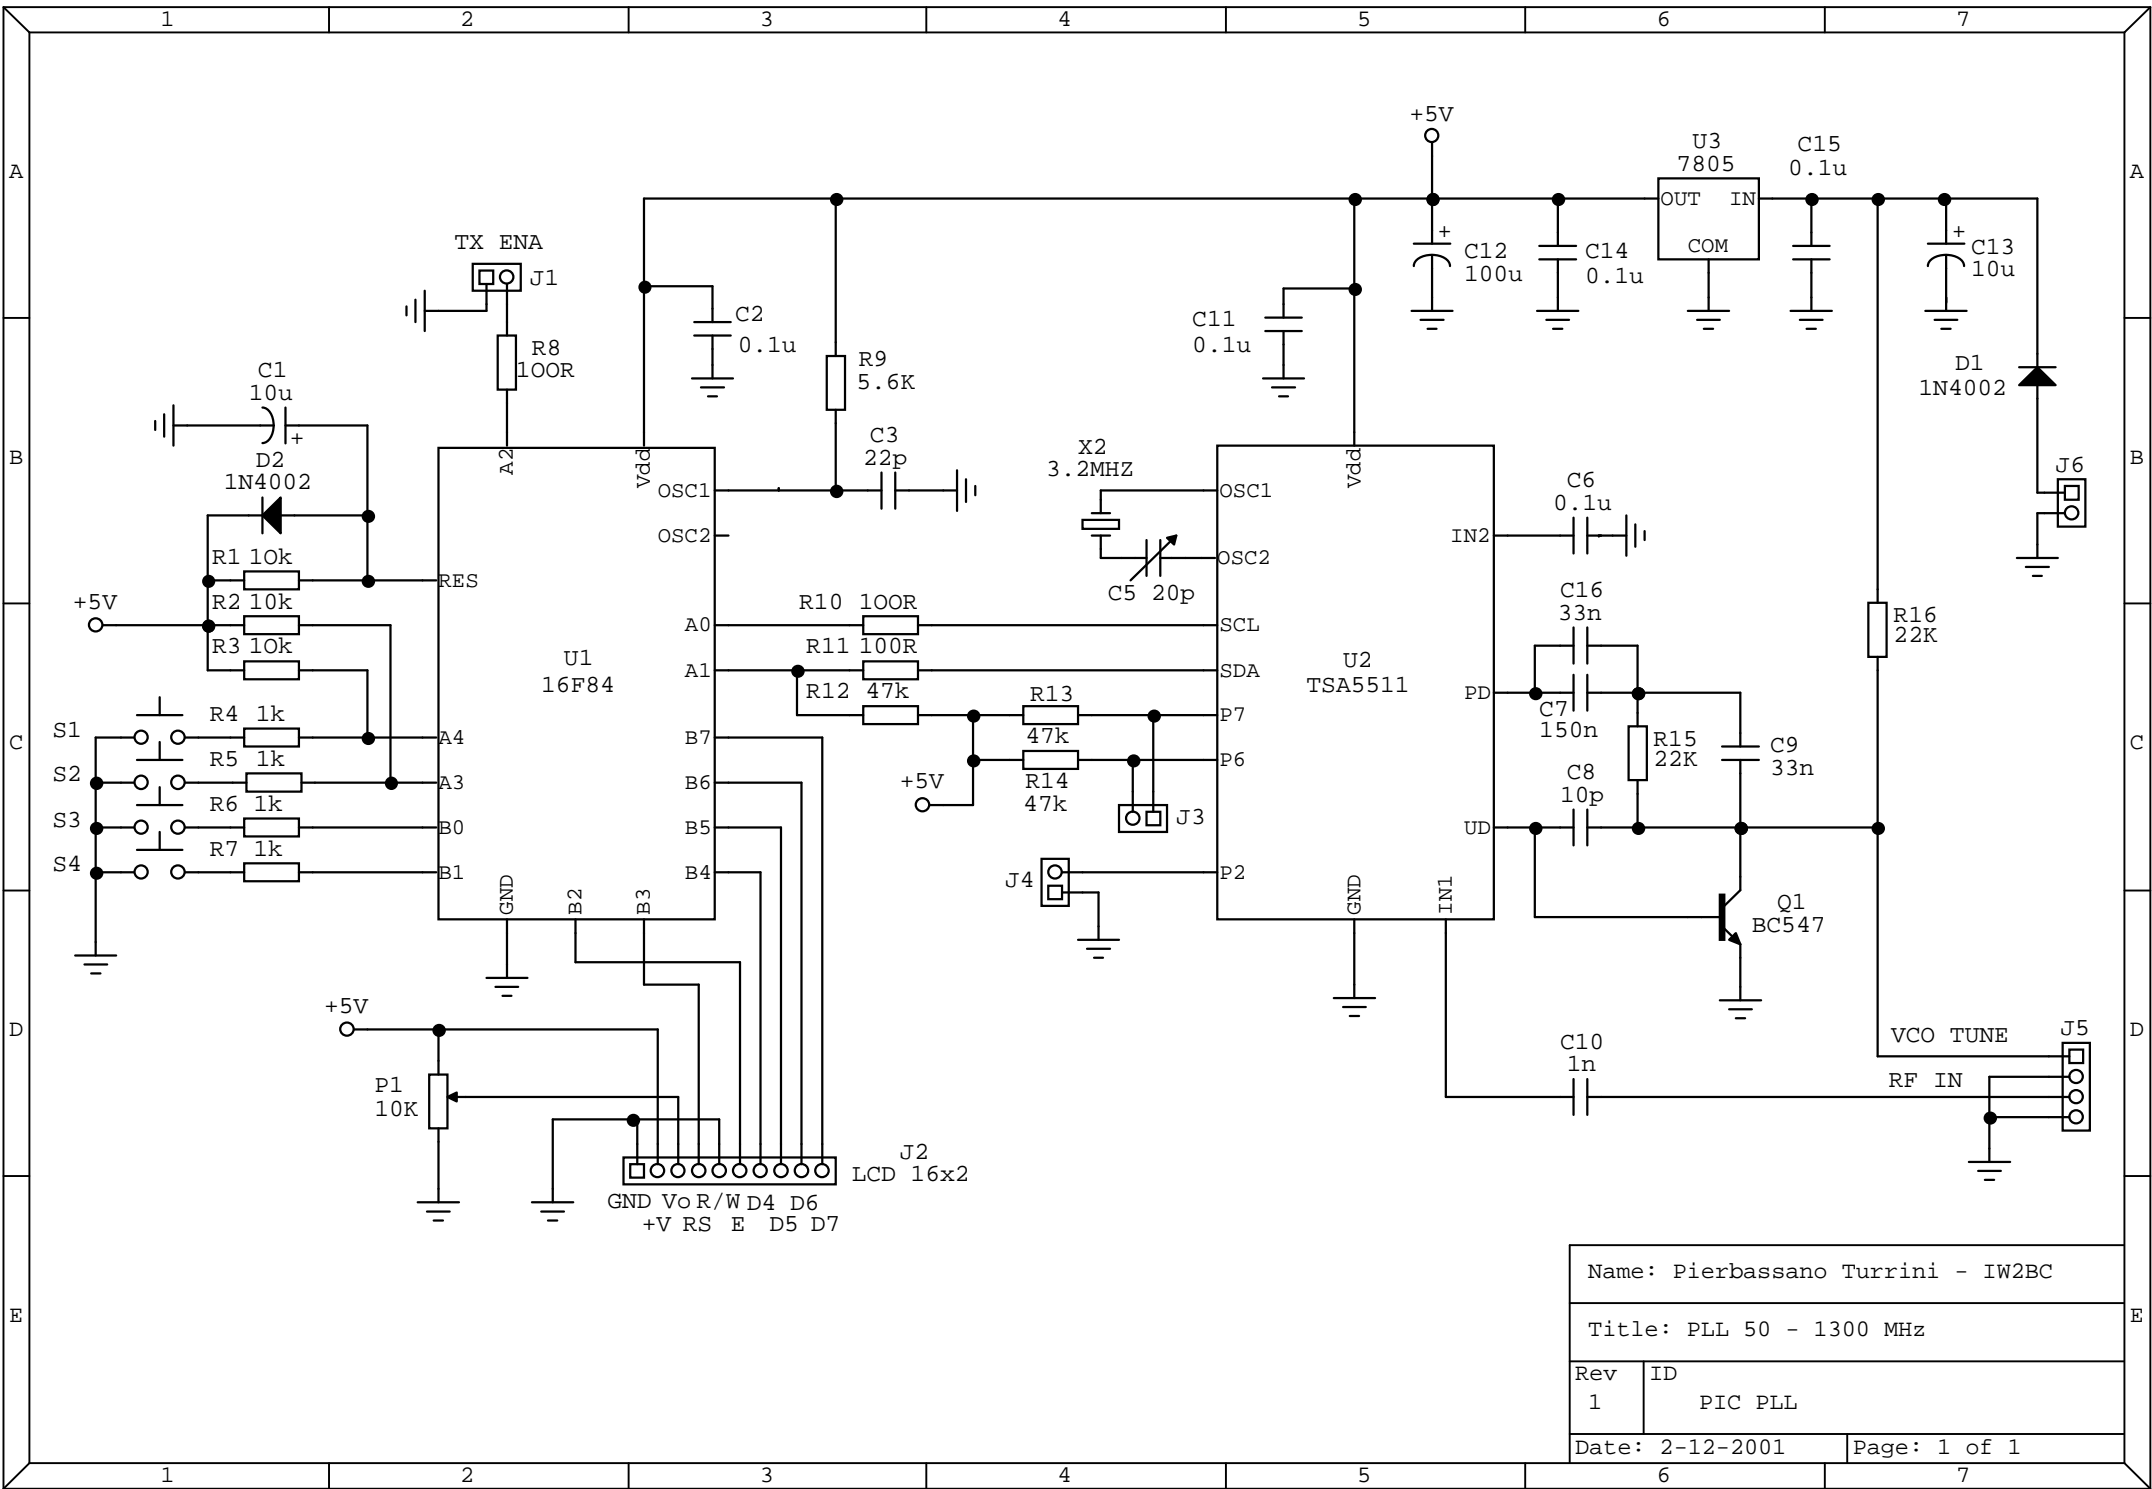 1 2 3 4 5 6 7
A
B
C
D
E
A
B
C
D
E
TX ENA
J1
R8
100R
C1
10u
+
D2
1N4002
R1 10k
R2 10k
R3 10k
+5V
S1
S2
S3
S4
R4 1k
R5 1k
R6 1k
R7 1k
A2
Vdd
OSC1
OSC2
RES
A0
A1
U1
16F84
A4
A3
B0
B1
B7
B6
B5
B4
GND
B2
B3
C2
0.1u
R9
5.6K
C3
22p
R10 100R
R11 100R
R12 47k
R13
47k
R14
47k
+5V
J3
J4
X2
3.2MHZ
C5 20p
C11
0.1u
Vdd
OSC1
OSC2
SCL
SDA
P7
P6
P2
U2
TSA5511
IN2
PD
UD
GND
IN1
+5V
+
C12
100u
C14
0.1u
U3
7805
OUT IN
COM
C15
0.1u
+
C13
10u
D1
1N4002
J6
C6
0.1u
C16
33n
C7
150n
R15
22K
C9
33n
C8
10p
R16
22K
Q1
BC547
C10
1n
VCO TUNE
RF IN
J5
+5V
P1
10K
J2
LCD 16x2
GND Vo R/W D4 D6
+V RS E D5 D7
Name: Pierbassano Turrini - IW2BC
Title: PLL 50 - 1300 MHz
Rev ID
1 PIC PLL
Date: 2-12-2001 Page: 1 of 1
1 2 3 4 5 6 7